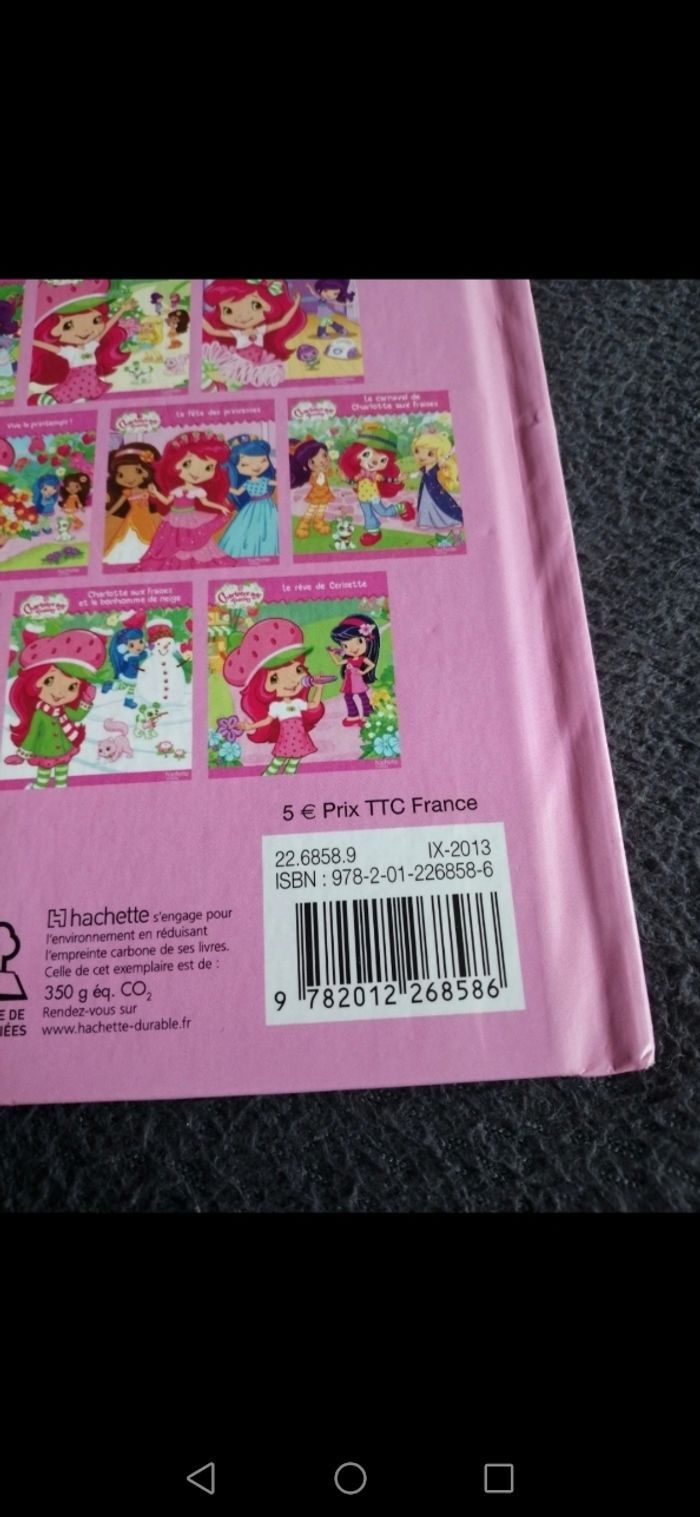 Vive le printemps !
La fête des princesses
Le carnaval de
Charlotte aux fraises
Charlotte aux fraises
et le bonhomme de neige
Le rêve de Cerisette
5 € Prix TTC France
22.6858.9 IX-2013
ISBN : 978-2-01-226858-6
9 782012 268586
hachette s'engage pour
l'environnement en réduisant
l'empreinte carbone de ses livres.
Celle de cet exemplaire est de :
350 g éq. CO₂
Rendez-vous sur
www.hachette-durable.fr
E DE